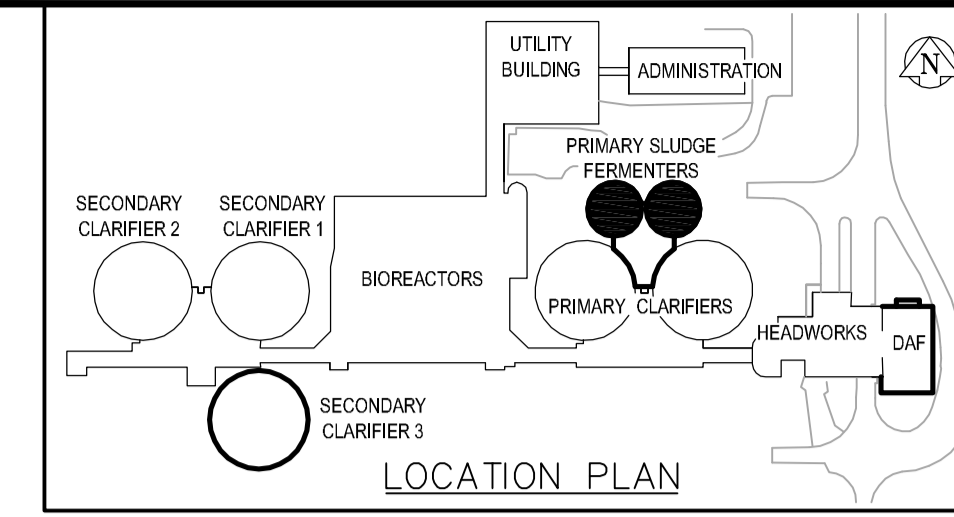 UTILITY
BUILDING
ADMINISTRATION
N
PRIMARY SLUDGE
FERMENTERS
SECONDARY
CLARIFIER 2
SECONDARY
CLARIFIER 1
BIOREACTORS
PRIMARY CLARIFIERS
HEADWORKS
DAF
SECONDARY
CLARIFIER 3
LOCATION PLAN